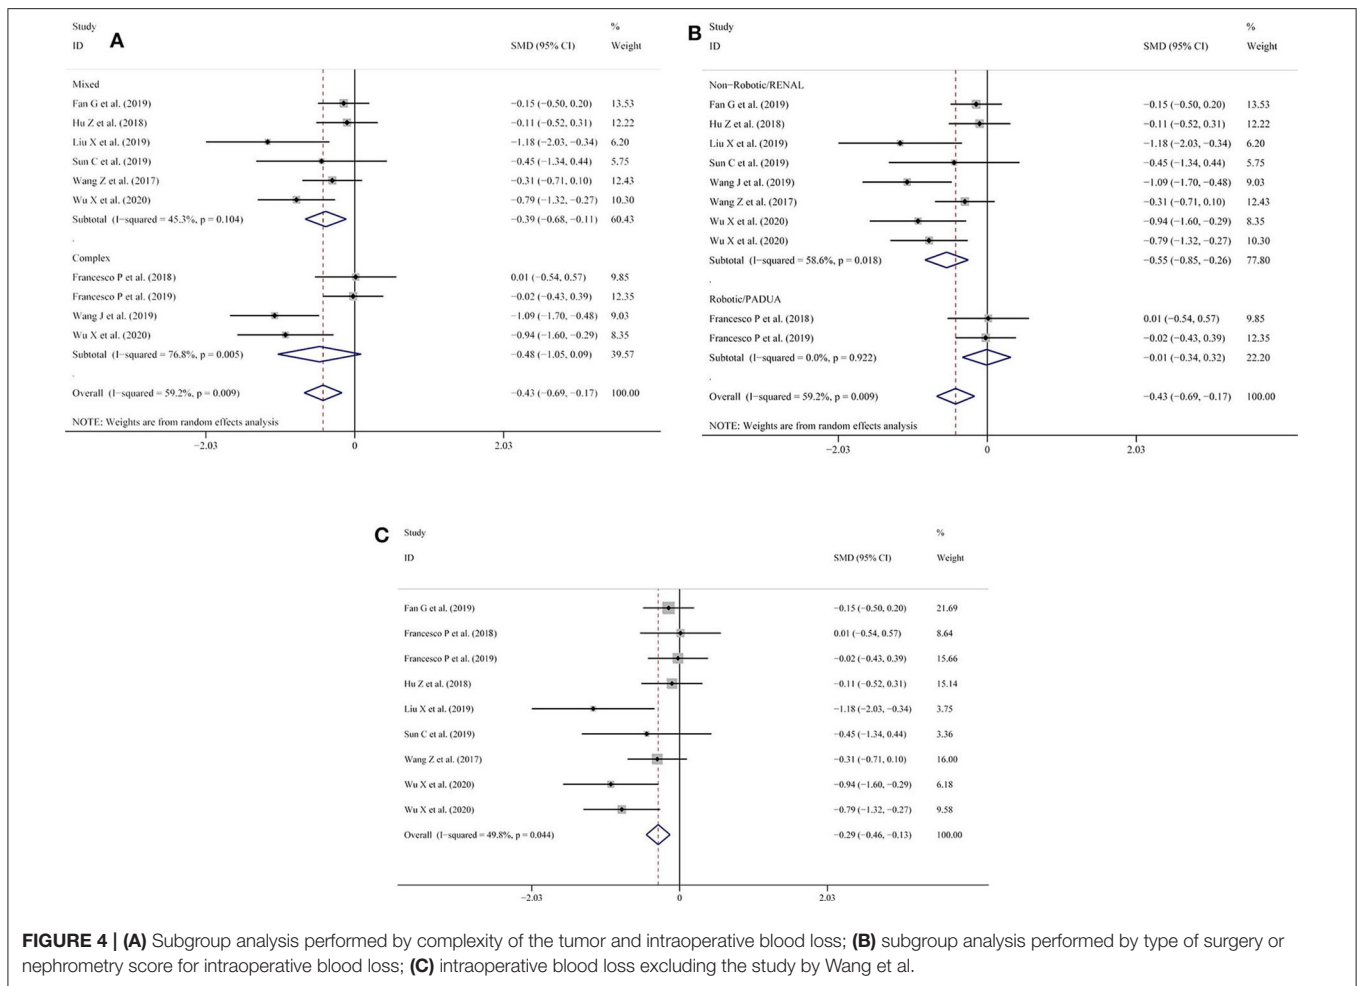 A
Study %
ID SMD (95% CI) Weight
Mixed
Fan G et al. (2019) −0.15 (−0.50, 0.20) 13.53
Hu Z et al. (2018) −0.11 (−0.52, 0.31) 12.22
Liu X et al. (2019) −1.18 (−2.03, −0.34) 6.20
Sun C et al. (2019) −0.45 (−1.34, 0.44) 5.75
Wang Z et al. (2017) −0.31 (−0.71, 0.10) 12.43
Wu X et al. (2020) −0.79 (−1.32, −0.27) 10.30
Subtotal (I−squared = 45.3%, p = 0.104) −0.39 (−0.68, −0.11) 60.43
.
Complex
Francesco P et al. (2018) 0.01 (−0.54, 0.57) 9.85
Francesco P et al. (2019) −0.02 (−0.43, 0.39) 12.35
Wang J et al. (2019) −1.09 (−1.70, −0.48) 9.03
Wu X et al. (2020) −0.94 (−1.60, −0.29) 8.35
Subtotal (I−squared = 76.8%, p = 0.005) −0.48 (−1.05, 0.09) 39.57
.
Overall (I−squared = 59.2%, p = 0.009) −0.43 (−0.69, −0.17) 100.00
NOTE: Weights are from random effects analysis
−2.03 0 2.03
B
Study %
ID SMD (95% CI) Weight
Non−Robotic/RENAL
Fan G et al. (2019) −0.15 (−0.50, 0.20) 13.53
Hu Z et al. (2018) −0.11 (−0.52, 0.31) 12.22
Liu X et al. (2019) −1.18 (−2.03, −0.34) 6.20
Sun C et al. (2019) −0.45 (−1.34, 0.44) 5.75
Wang J et al. (2019) −1.09 (−1.70, −0.48) 9.03
Wang Z et al. (2017) −0.31 (−0.71, 0.10) 12.43
Wu X et al. (2020) −0.94 (−1.60, −0.29) 8.35
Wu X et al. (2020) −0.79 (−1.32, −0.27) 10.30
Subtotal (I−squared = 58.6%, p = 0.018) −0.55 (−0.85, −0.26) 77.80
.
Robotic/PADUA
Francesco P et al. (2018) 0.01 (−0.54, 0.57) 9.85
Francesco P et al. (2019) −0.02 (−0.43, 0.39) 12.35
Subtotal (I−squared = 0.0%, p = 0.922) −0.01 (−0.34, 0.32) 22.20
.
Overall (I−squared = 59.2%, p = 0.009) −0.43 (−0.69, −0.17) 100.00
NOTE: Weights are from random effects analysis
−2.03 0 2.03
C
Study %
ID SMD (95% CI) Weight
Fan G et al. (2019) −0.15 (−0.50, 0.20) 21.69
Francesco P et al. (2018) 0.01 (−0.54, 0.57) 8.64
Francesco P et al. (2019) −0.02 (−0.43, 0.39) 15.66
Hu Z et al. (2018) −0.11 (−0.52, 0.31) 15.14
Liu X et al. (2019) −1.18 (−2.03, −0.34) 3.75
Sun C et al. (2019) −0.45 (−1.34, 0.44) 3.36
Wang Z et al. (2017) −0.31 (−0.71, 0.10) 16.00
Wu X et al. (2020) −0.94 (−1.60, −0.29) 6.18
Wu X et al. (2020) −0.79 (−1.32, −0.27) 9.58
Overall (I−squared = 49.8%, p = 0.044) −0.29 (−0.46, −0.13) 100.00
−2.03 0 2.03
FIGURE 4 | (A) Subgroup analysis performed by complexity of the tumor and intraoperative blood loss; (B) subgroup analysis performed by type of surgery or
nephrometry score for intraoperative blood loss; (C) intraoperative blood loss excluding the study by Wang et al.